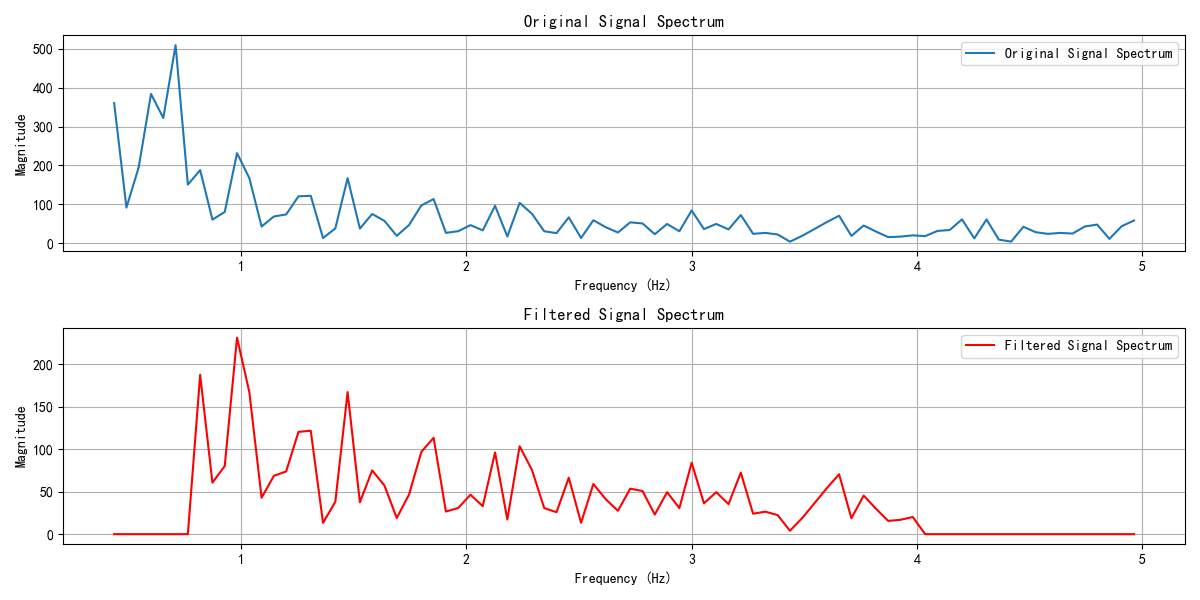 Original Signal Spectrum
Original Signal Spectrum
500
400
300
200
100
0
Magnitude
1 2 3 4 5
Frequency (Hz)
Filtered Signal Spectrum
Filtered Signal Spectrum
200
150
100
50
0
Magnitude
1 2 3 4 5
Frequency (Hz)